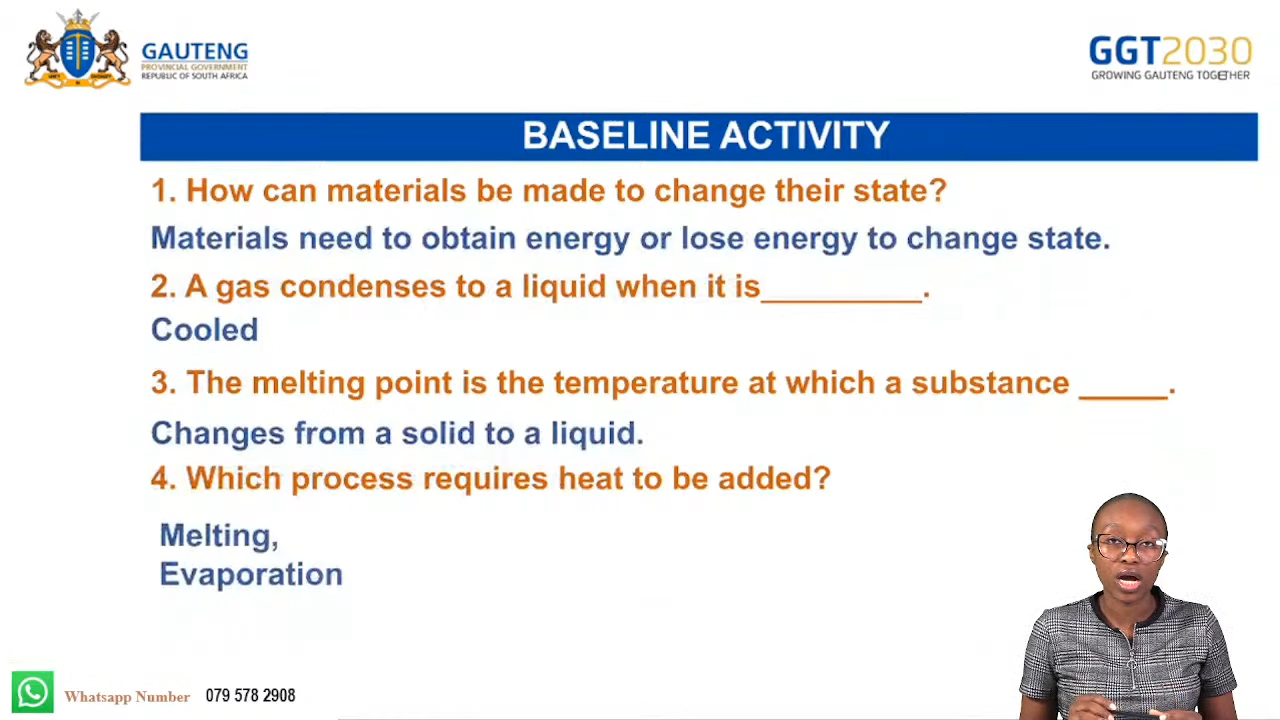 GAUTENG
PROVINCIAL GOVERNMENT
REPUBLIC OF SOUTH AFRICA
GGT2030
GROWING GAUTENG TOGETHER
BASELINE ACTIVITY
1. How can materials be made to change their state?
Materials need to obtain energy or lose energy to change state.
2. A gas condenses to a liquid when it is_________.
Cooled
3. The melting point is the temperature at which a substance _____.
Changes from a solid to a liquid.
4. Which process requires heat to be added?
Melting,
Evaporation
Whatsapp Number 079 578 2908